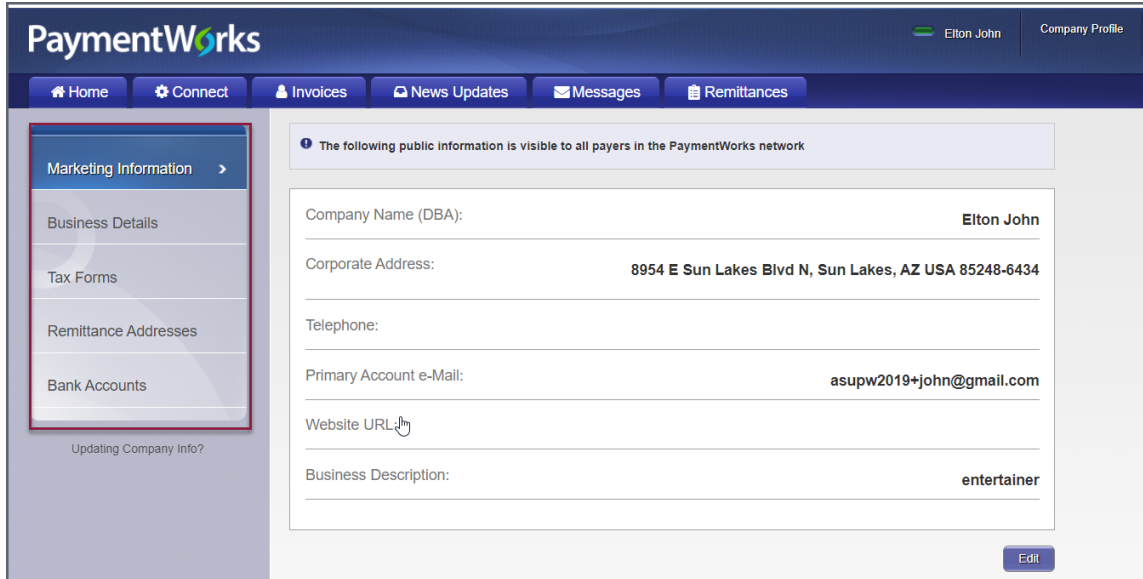 PaymentWorks
Elton John
Company Profile
Home Connect Invoices News Updates Messages Remittances
Marketing Information
Business Details
Tax Forms
Remittance Addresses
Bank Accounts
Updating Company Info?
The following public information is visible to all payers in the PaymentWorks network
Company Name (DBA): Elton John
Corporate Address: 8954 E Sun Lakes Blvd N, Sun Lakes, AZ USA 85248-6434
Telephone:
Primary Account e-Mail: asupw2019+john@gmail.com
Website URL:
Business Description: entertainer
Edit